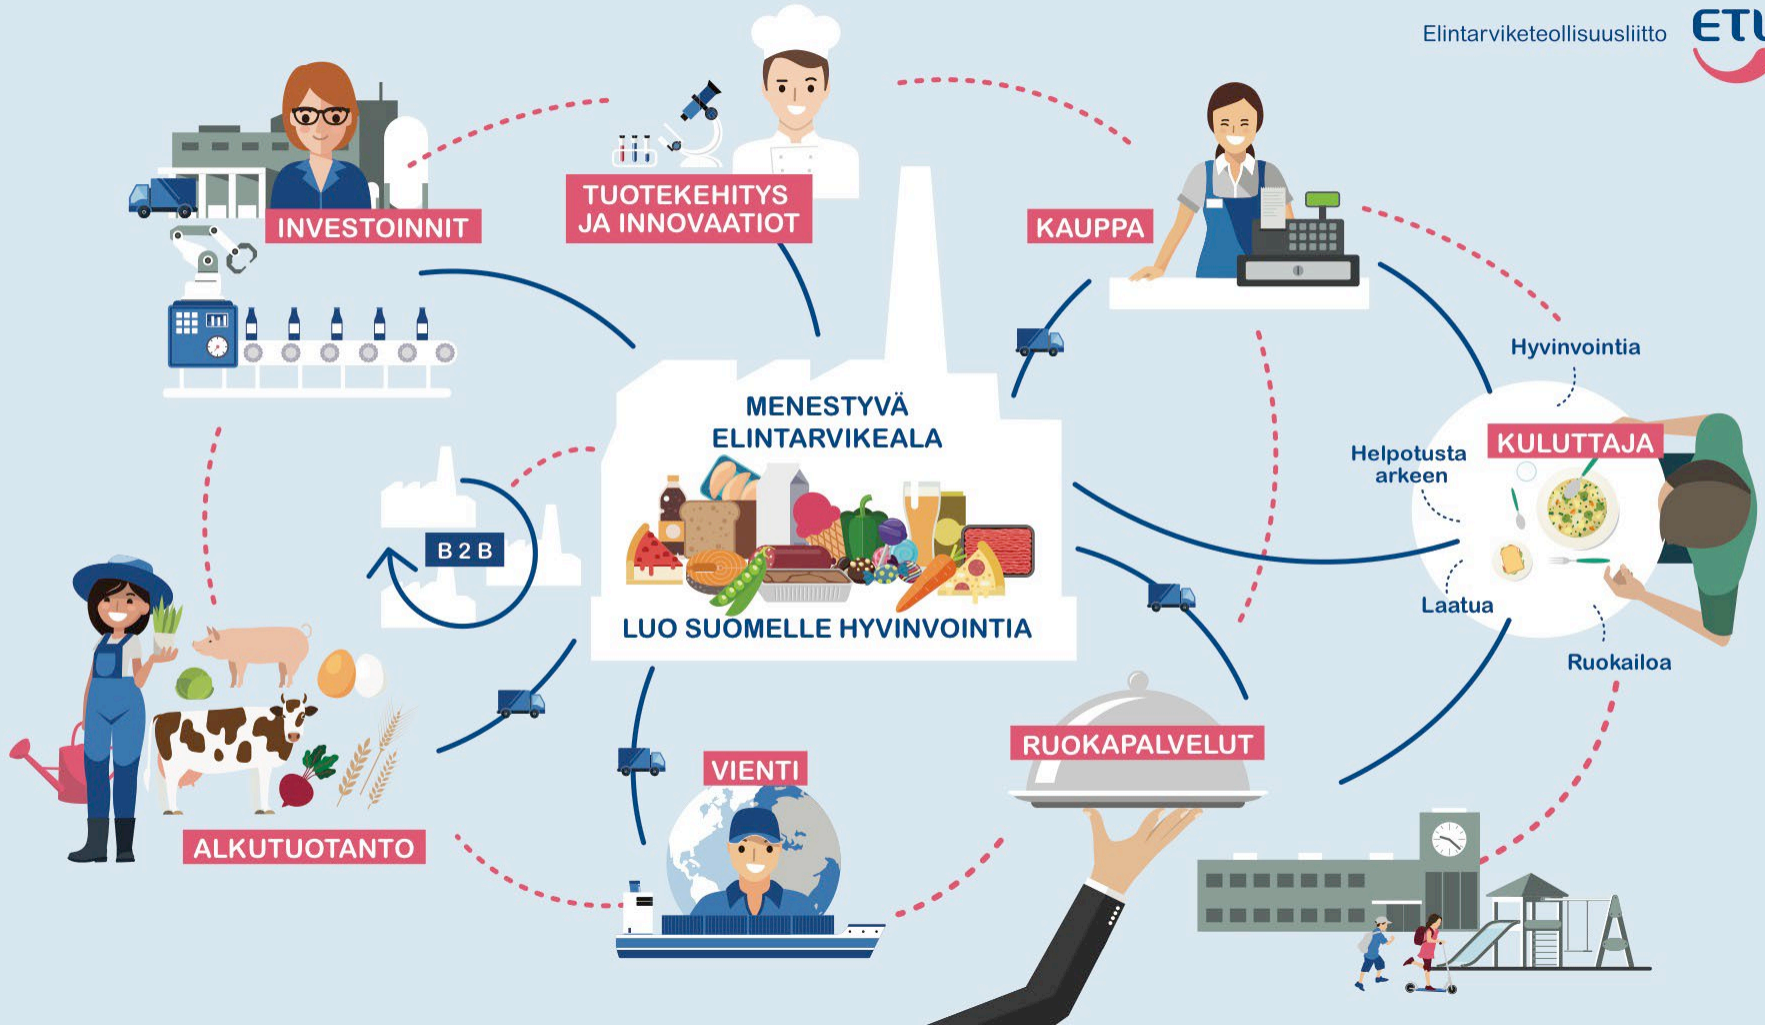 Elintarviketeollisuusliitto
ETL
INVESTOINNIT
TUOTEKEHITYS
JA INNOVAATIOT
KAUPPA
Hyvinvointia
KULUTTAJA
Helpotusta
arkeen
Laatua
Ruokailoa
MENESTYVÄ
ELINTARVIKEALA
LUO SUOMELLE HYVINVOINTIA
B 2 B
ALKUTUOTANTO
VIENTI
RUOKAPALVELUT